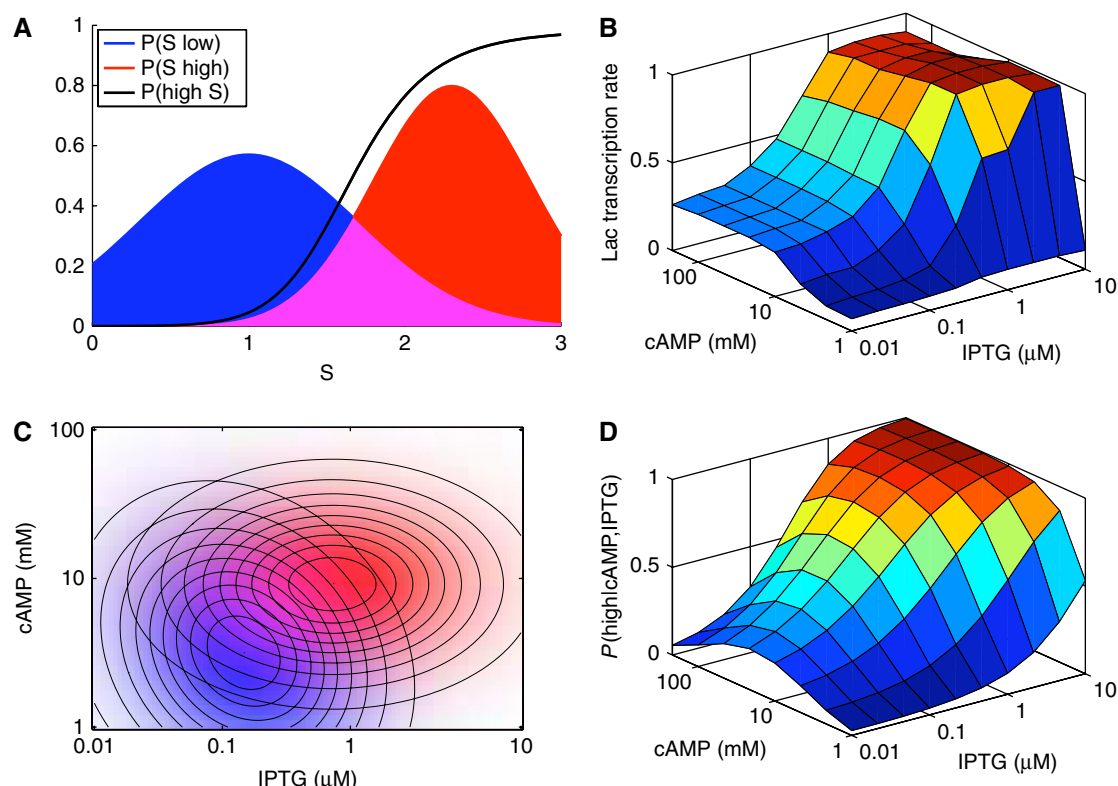 A
1
0.8
0.6
0.4
0.2
0
P(S low)
P(S high)
P(high S)
0
1
2
3
S
B
1
0.5
0
Lac transcription rate
100
10
1
cAMP (mM)
0.01
0.1
1
10
IPTG (μM)
C
100
10
1
cAMP (mM)
0.01
0.1
1
10
IPTG (μM)
D
1
0.5
0
P(high|cAMP,IPTG)
100
10
1
cAMP (mM)
0.01
0.1
1
10
IPTG (μM)